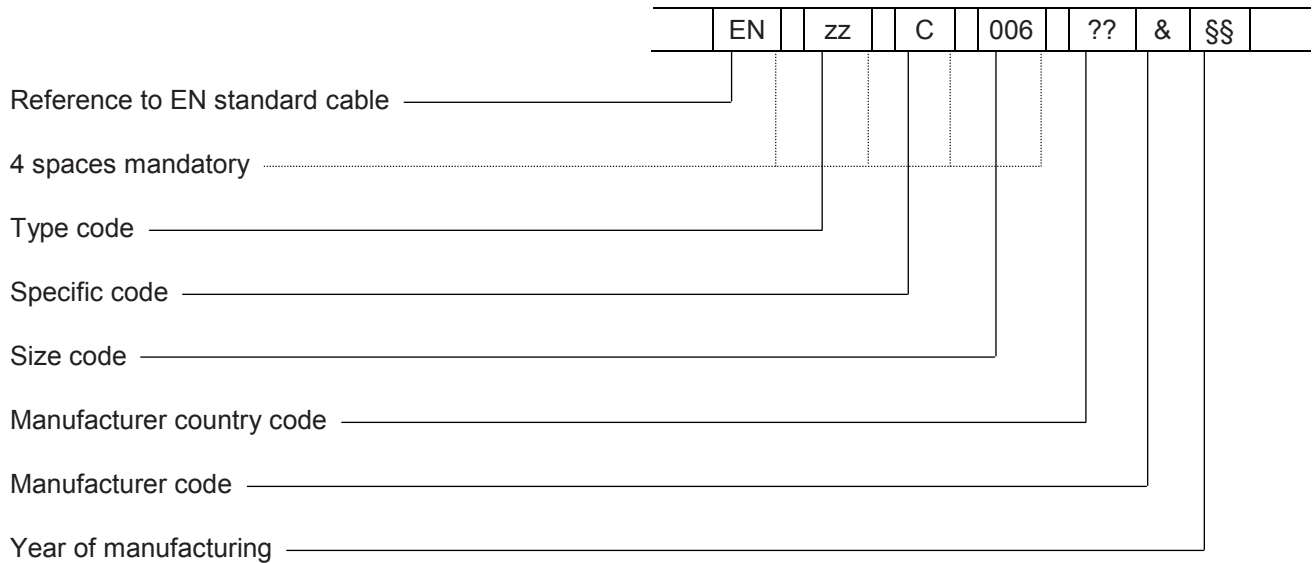 EN zz C 006 ?? & §§
Reference to EN standard cable
4 spaces mandatory
Type code
Specific code
Size code
Manufacturer country code
Manufacturer code
Year of manufacturing